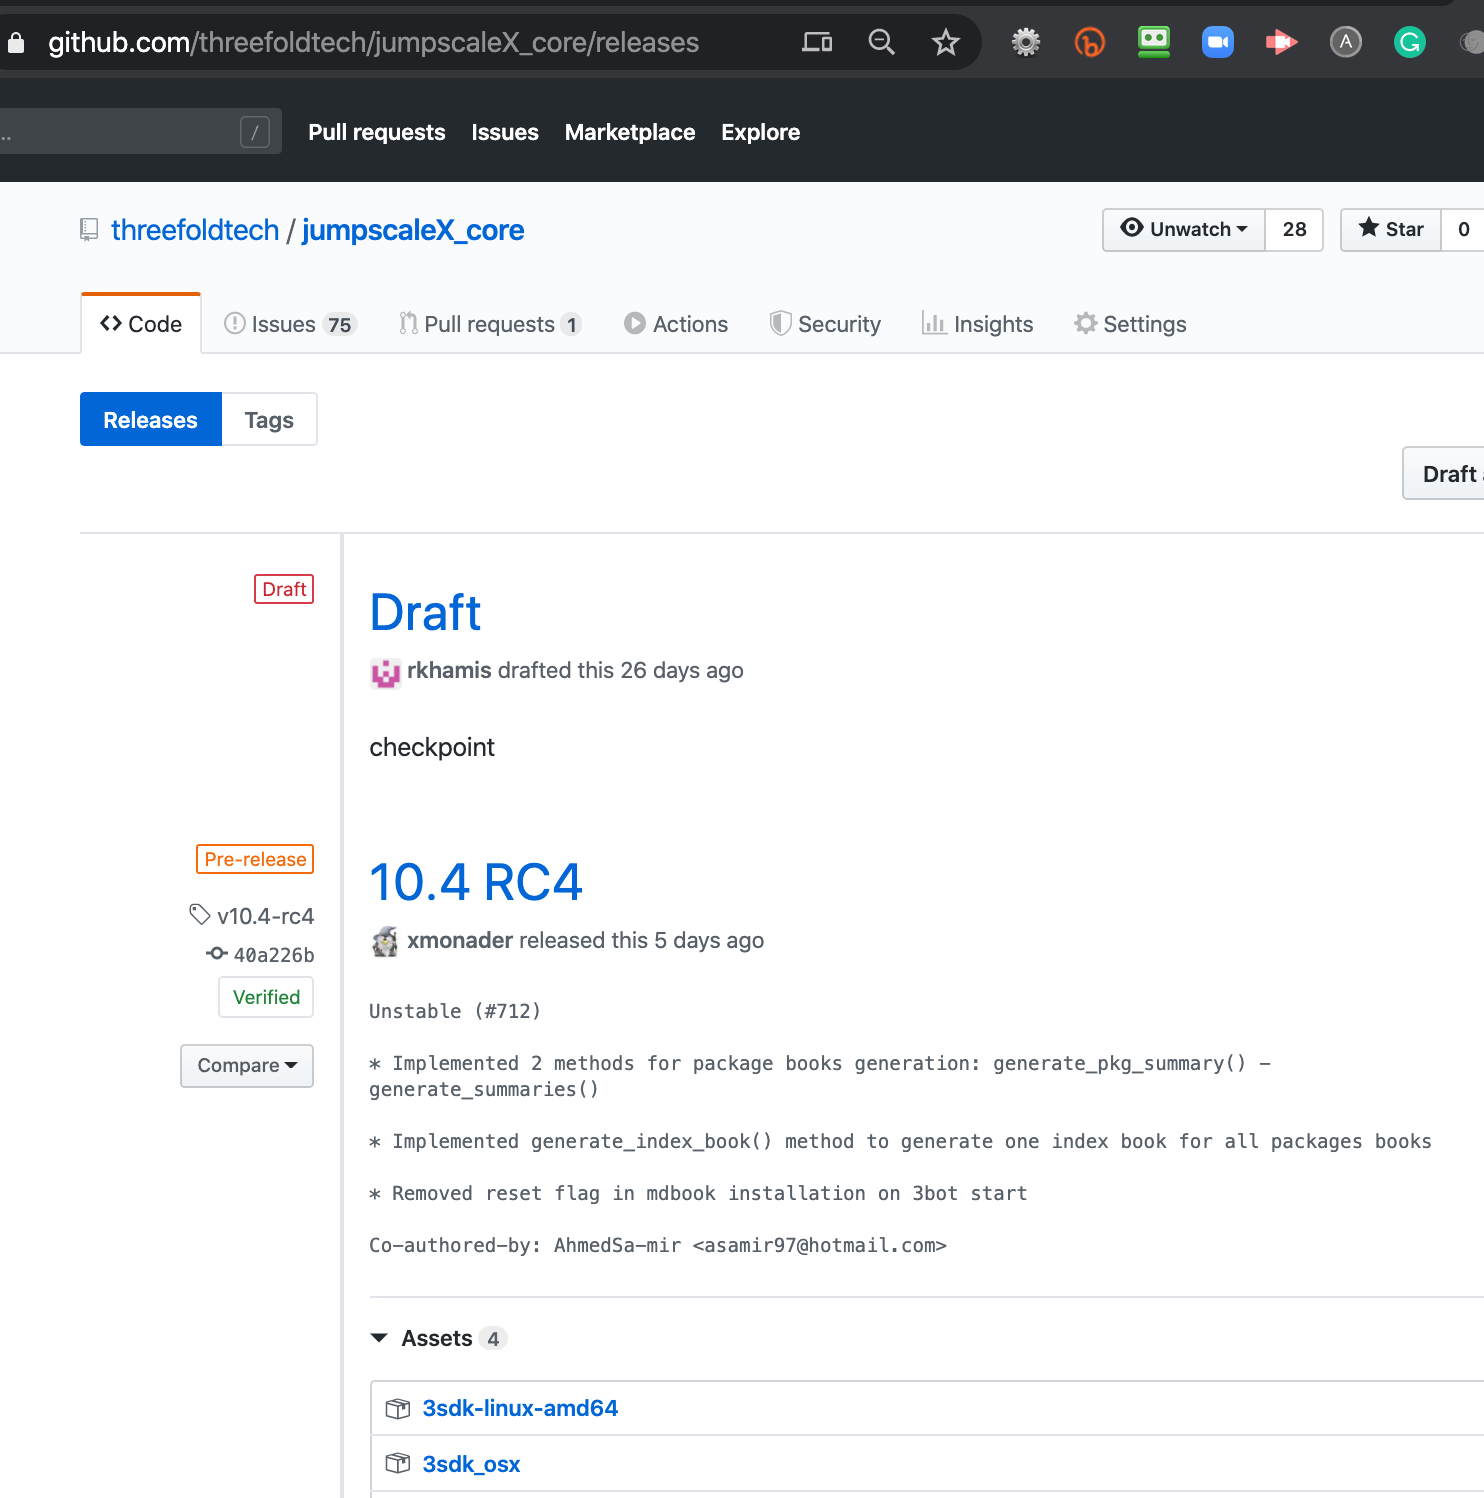 github.com/threefoldtech/jumpscaleX_core/releases
.. / Pull requests Issues Marketplace Explore
threefoldtech / jumpscaleX_core Unwatch 28 Star 0
Code Issues 75 Pull requests 1 Actions Security Insights Settings
Releases Tags
Draft
Draft
Draft
rkhamis drafted this 26 days ago
checkpoint
Pre-release
v10.4-rc4
40a226b
Verified
Compare
10.4 RC4
xmonader released this 5 days ago
Unstable (#712)
* Implemented 2 methods for package books generation: generate_pkg_summary() –
generate_summaries()
* Implemented generate_index_book() method to generate one index book for all packages books
* Removed reset flag in mdbook installation on 3bot start
Co-authored-by: AhmedSa-mir <asamir97@hotmail.com>
Assets 4
3sdk-linux-amd64
3sdk_osx